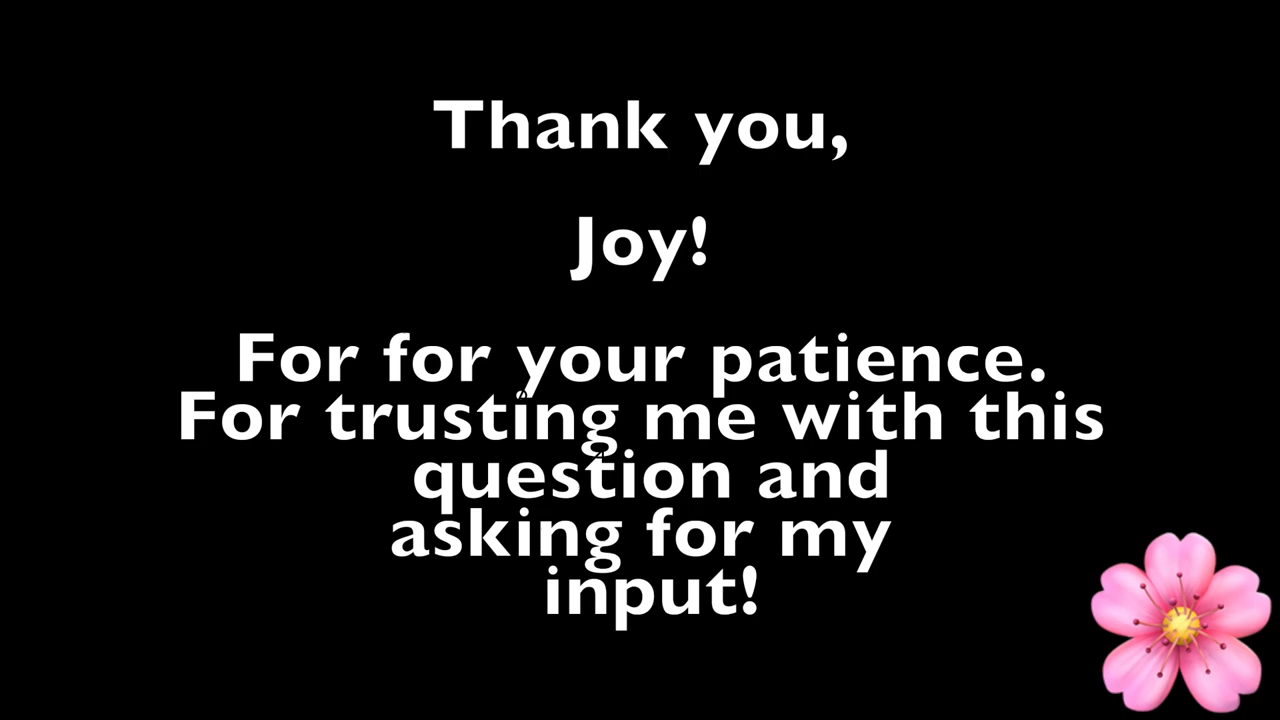 Thank you,
Joy!
For for your patience.
For trusting me with this
question and
asking for my
input!